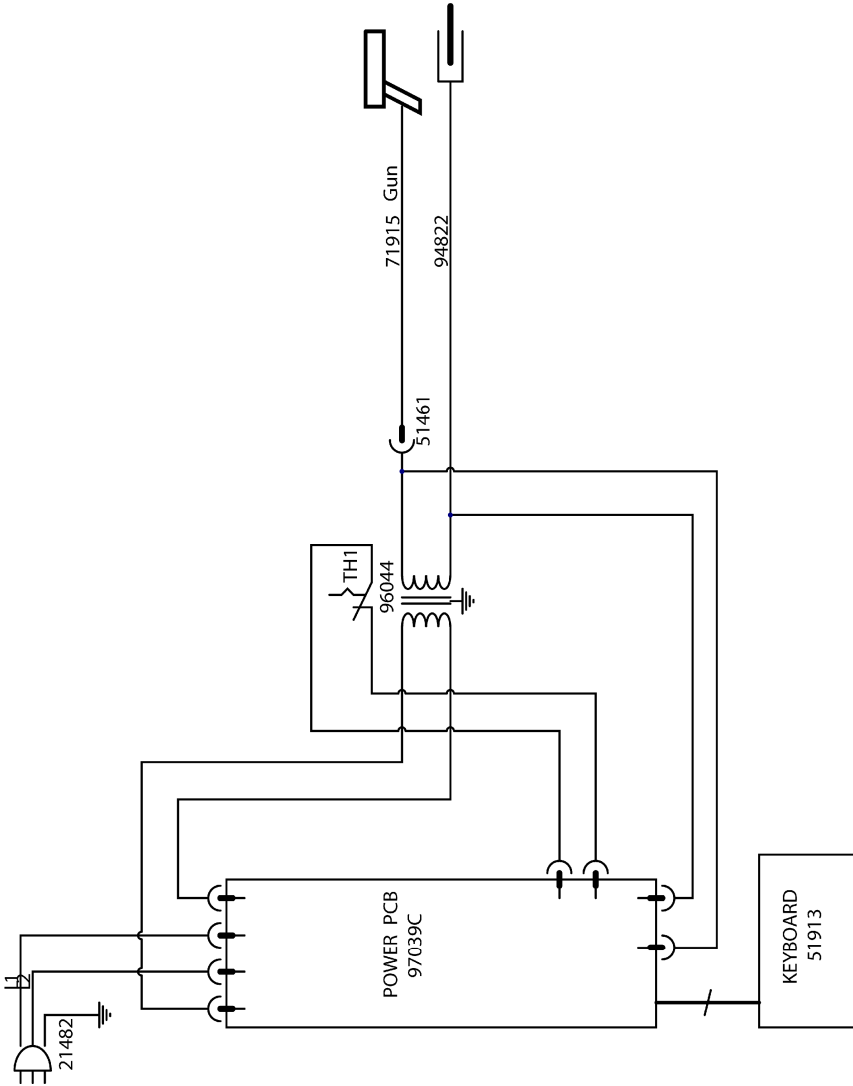 71915 Gun
94822
51461
TH1
96044
POWER PCB
97039C
KEYBOARD
51913
L1
L2
21482